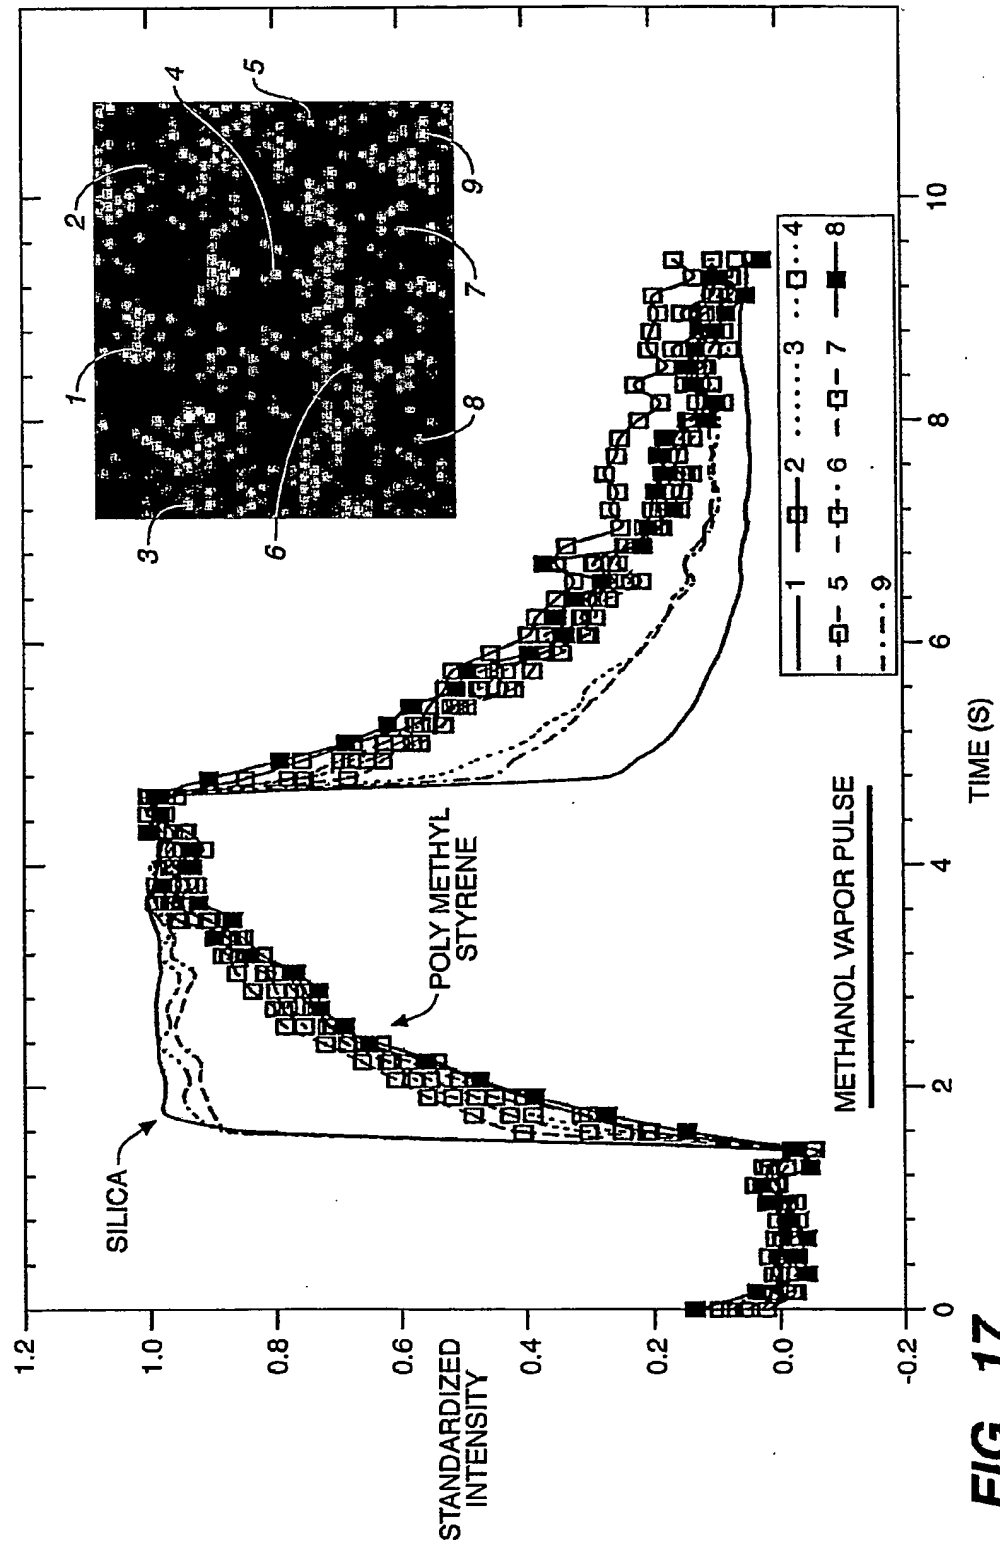 1.2
1.0
0.8
0.6
0.4
0.2
0.0
-0.2
STANDARDIZED
INTENSITY
0
2
4
6
8
10
TIME (S)
SILICA
POLY METHYL
STYRENE
METHANOL VAPOR PULSE
1
2
3
4
5
6
7
8
9
1 2 3 4
5 6 7 8
9
FIG. 17